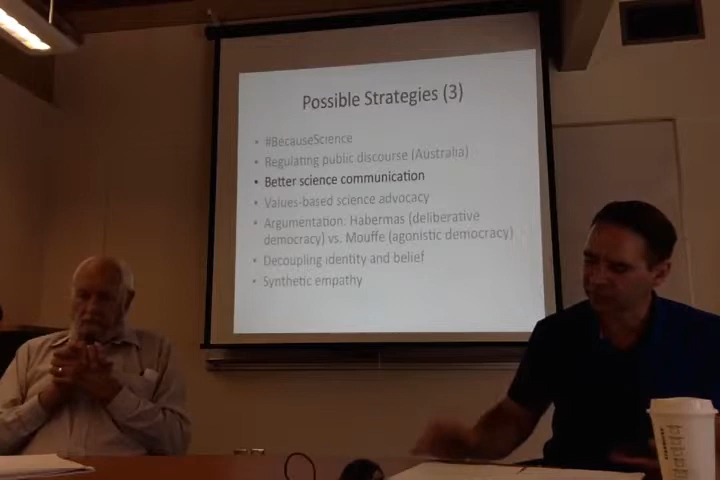 Possible Strategies (3)
• #BecauseScience
• Regulating public discourse (Australia)
• Better science communication
• Values-based science advocacy
• Argumentation: Habermas (deliberative
democracy) vs. Mouffe (agonistic democracy)
• Decoupling identity and belief
• Synthetic empathy